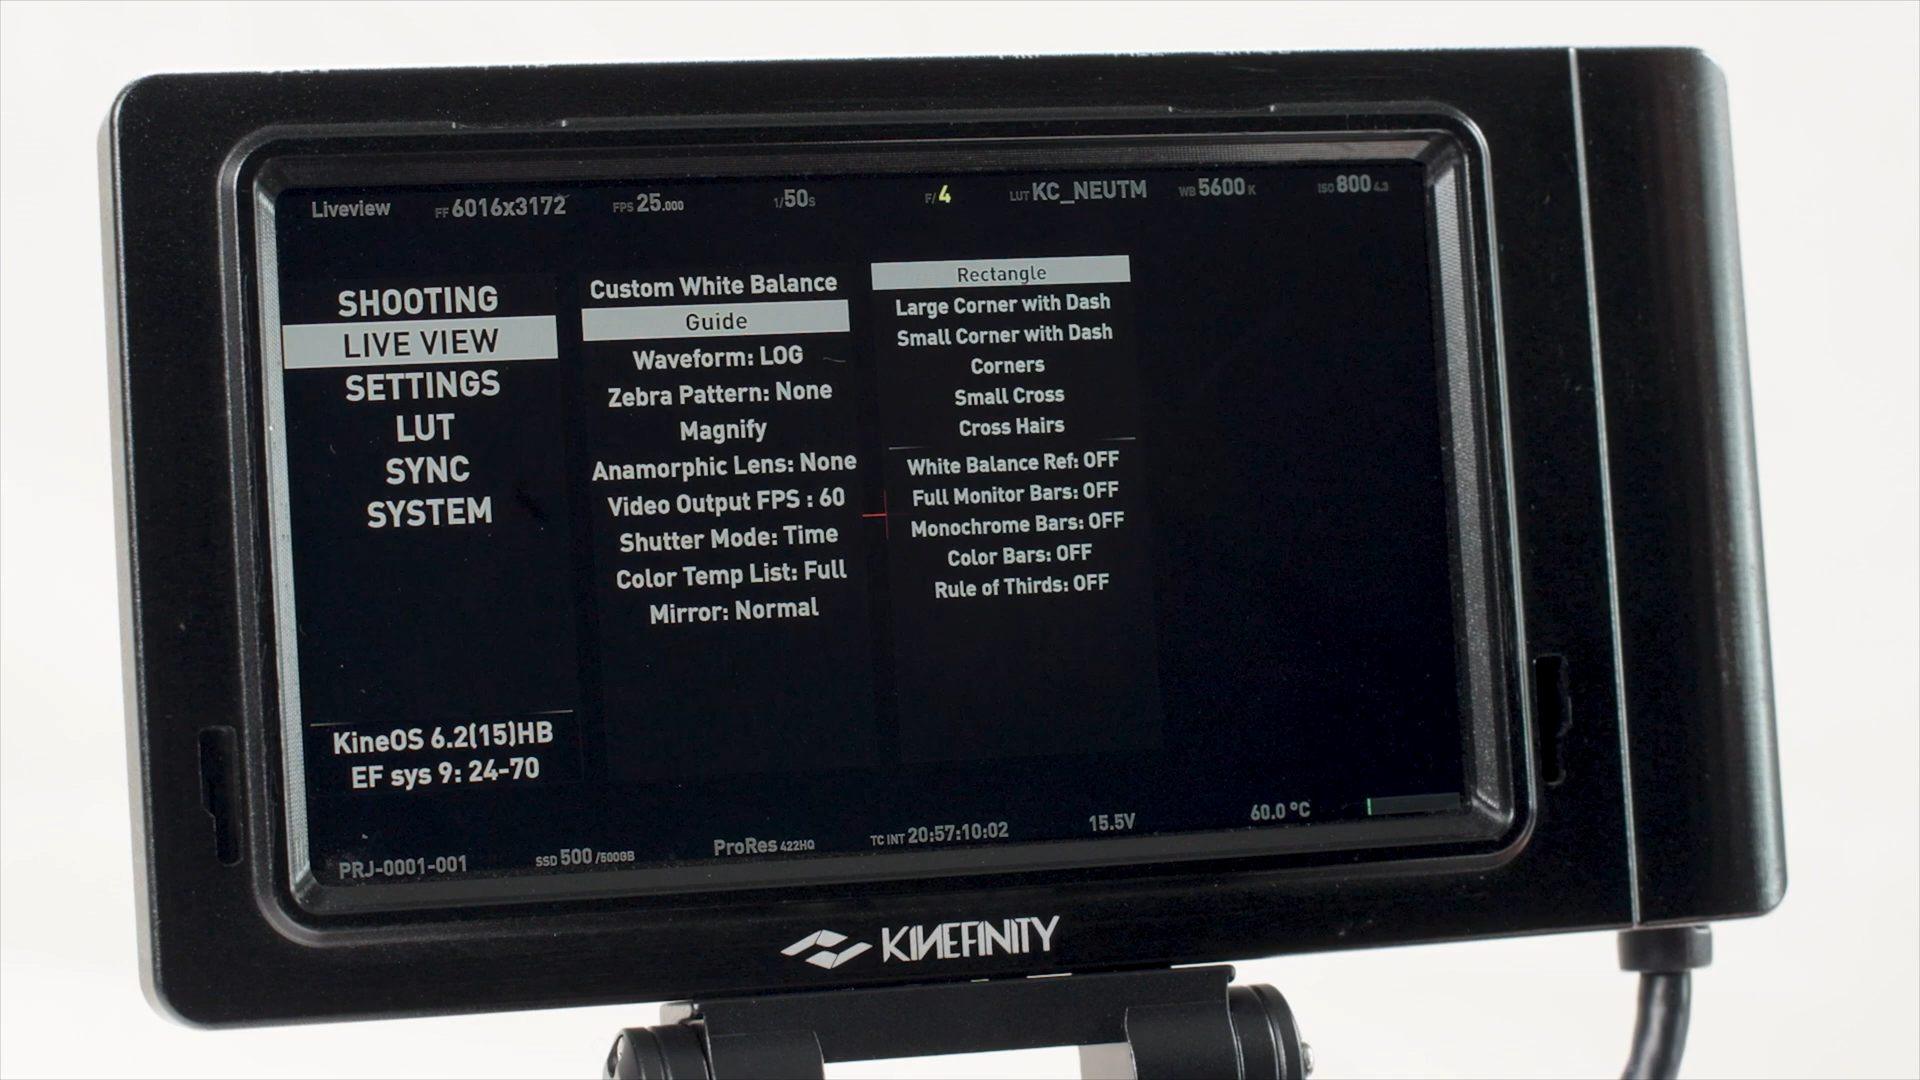 Liveview FF 6016x3172 FPS 25.000 1/50s F/4 LUT KC_NEUTM WB 5600 K ISO 800 4.3
SHOOTING
LIVE VIEW
SETTINGS
LUT
SYNC
SYSTEM
Custom White Balance
Guide
Waveform: LOG
Zebra Pattern: None
Magnify
Anamorphic Lens: None
Video Output FPS : 60
Shutter Mode: Time
Color Temp List: Full
Mirror: Normal
Rectangle
Large Corner with Dash
Small Corner with Dash
Corners
Small Cross
Cross Hairs
White Balance Ref: OFF
Full Monitor Bars: OFF
Monochrome Bars: OFF
Color Bars: OFF
Rule of Thirds: OFF
KineOS 6.2(15)HB
EF sys 9: 24-70
PRJ-0001-001 SSD 500 /500GB ProRes 422HQ TC INT 20:57:10:02 15.5V 60.0 °C
KINEFINITY